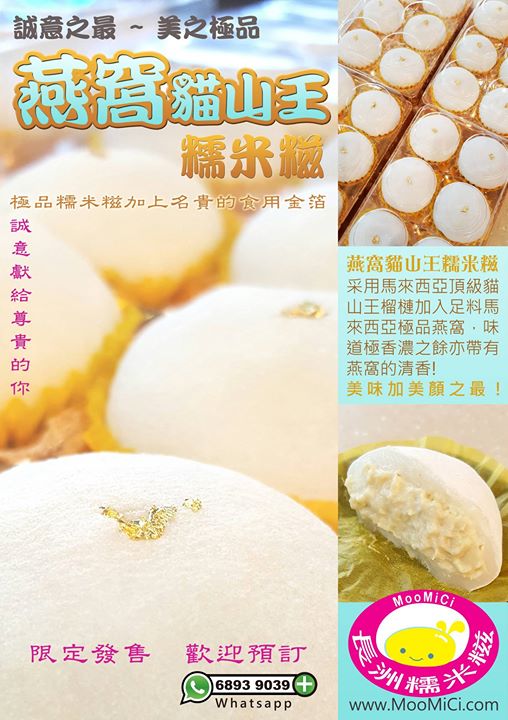 誠意之最 ~ 美之極品
燕窩貓山王
糯米糍
極品糯米糍加上名貴的食用金箔
誠意獻給尊貴的你
燕窩貓山王糯米糍
采用馬來西亞頂級貓
山王榴槤加入足料馬
來西亞極品燕窩，味
道極香濃之餘亦帶有
燕窩的清香!
美味加美顏之最！
限定發售 歡迎預訂
6893 9039
Whatsapp
MooMiCi
長洲糯米糍
www.MooMiCi.com